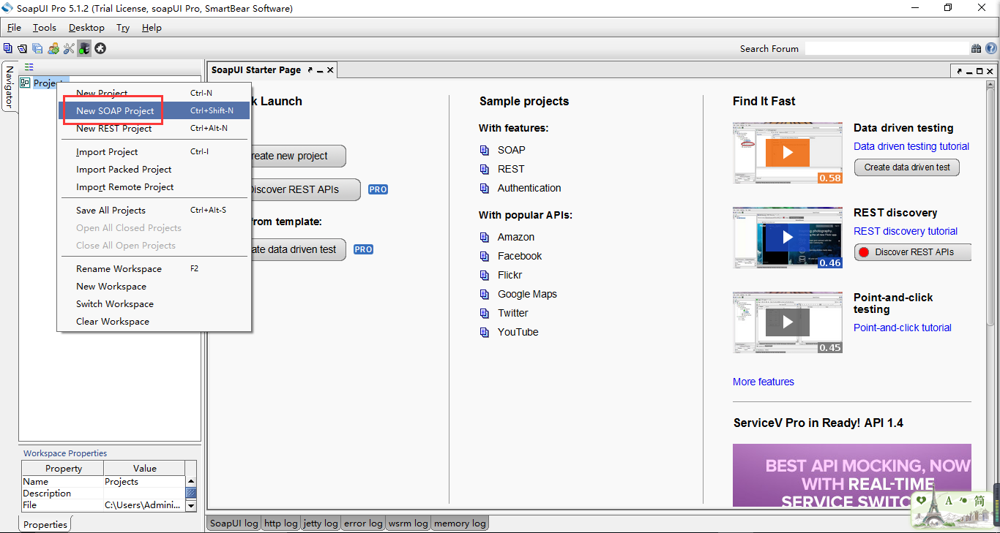 SoapUI Pro 5.1.2 (Trial License, soapUI Pro, SmartBear Software)
File Tools Desktop Try Help
Search Forum
Navigator
Projec
SoapUI Starter Page
New Project Ctrl-N
New SOAP Project Ctrl+Shift-N
New REST Project Ctrl+Alt-N
Import Project Ctrl-I
Import Packed Project
Import Remote Project
Save All Projects Ctrl+Alt-S
Open All Closed Projects
Close All Open Projects
Rename Workspace F2
New Workspace
Switch Workspace
Clear Workspace
k Launch
reate new project
Discover REST APIs PRO
from template:
ate data driven test PRO
Sample projects
With features:
SOAP
REST
Authentication
With popular APIs:
Amazon
Facebook
Flickr
Google Maps
Twitter
YouTube
Find It Fast
0.58
Data driven testing
Data driven testing tutorial
Create data driven test
0.46
REST discovery
REST discovery tutorial
Discover REST APIs
0.45
Point-and-click
testing
Point-and-click tutorial
More features
ServiceV Pro in Ready! API 1.4
BEST API MOCKING, NOW
WITH REAL-TIME
SERVICE SWITC
Workspace Properties
Property Value
Name Projects
Description
File C:\Users\Admini...
Properties
SoapUI log http log jetty log error log wsrm log memory log
A 简